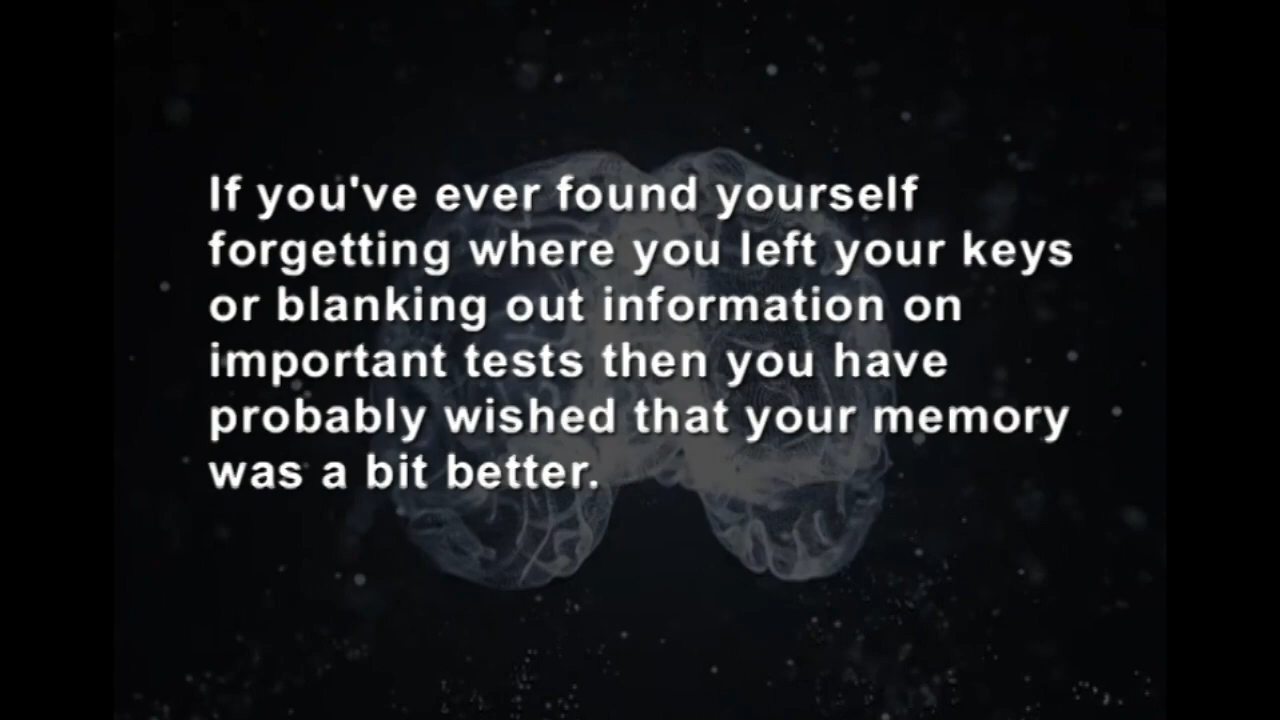 If you've ever found yourself
forgetting where you left your keys
or blanking out information on
important tests then you have
probably wished that your memory
was a bit better.